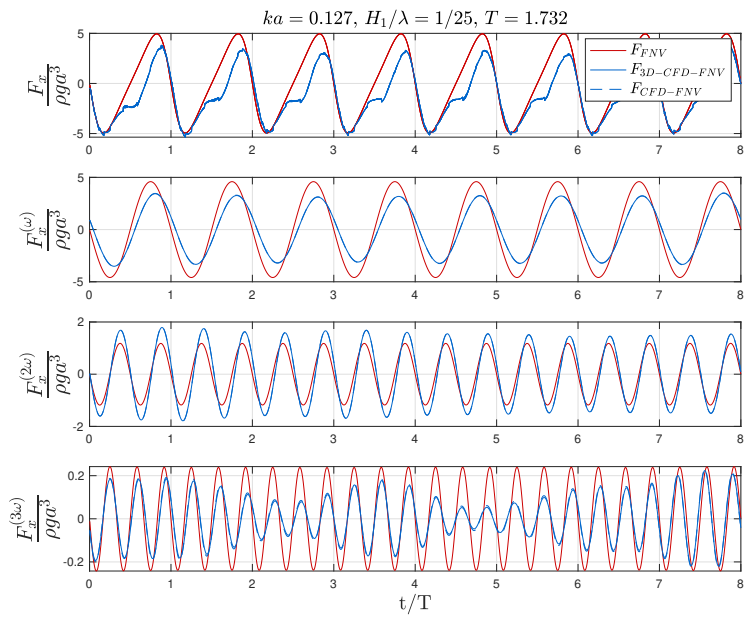 ka = 0.127, H₁/λ = 1/25, T = 1.732
F_x/ρga³
5
0
-5
0 1 2 3 4 5 6 7 8
F_FNV
F_3D−CFD−FNV
F_CFD−FNV
F_x^(ω)/ρga³
5
0
-5
0 1 2 3 4 5 6 7 8
F_x^(2ω)/ρga³
2
0
-2
0 1 2 3 4 5 6 7 8
F_x^(3ω)/ρga³
0.2
0
-0.2
0 1 2 3 4 5 6 7 8
t/T